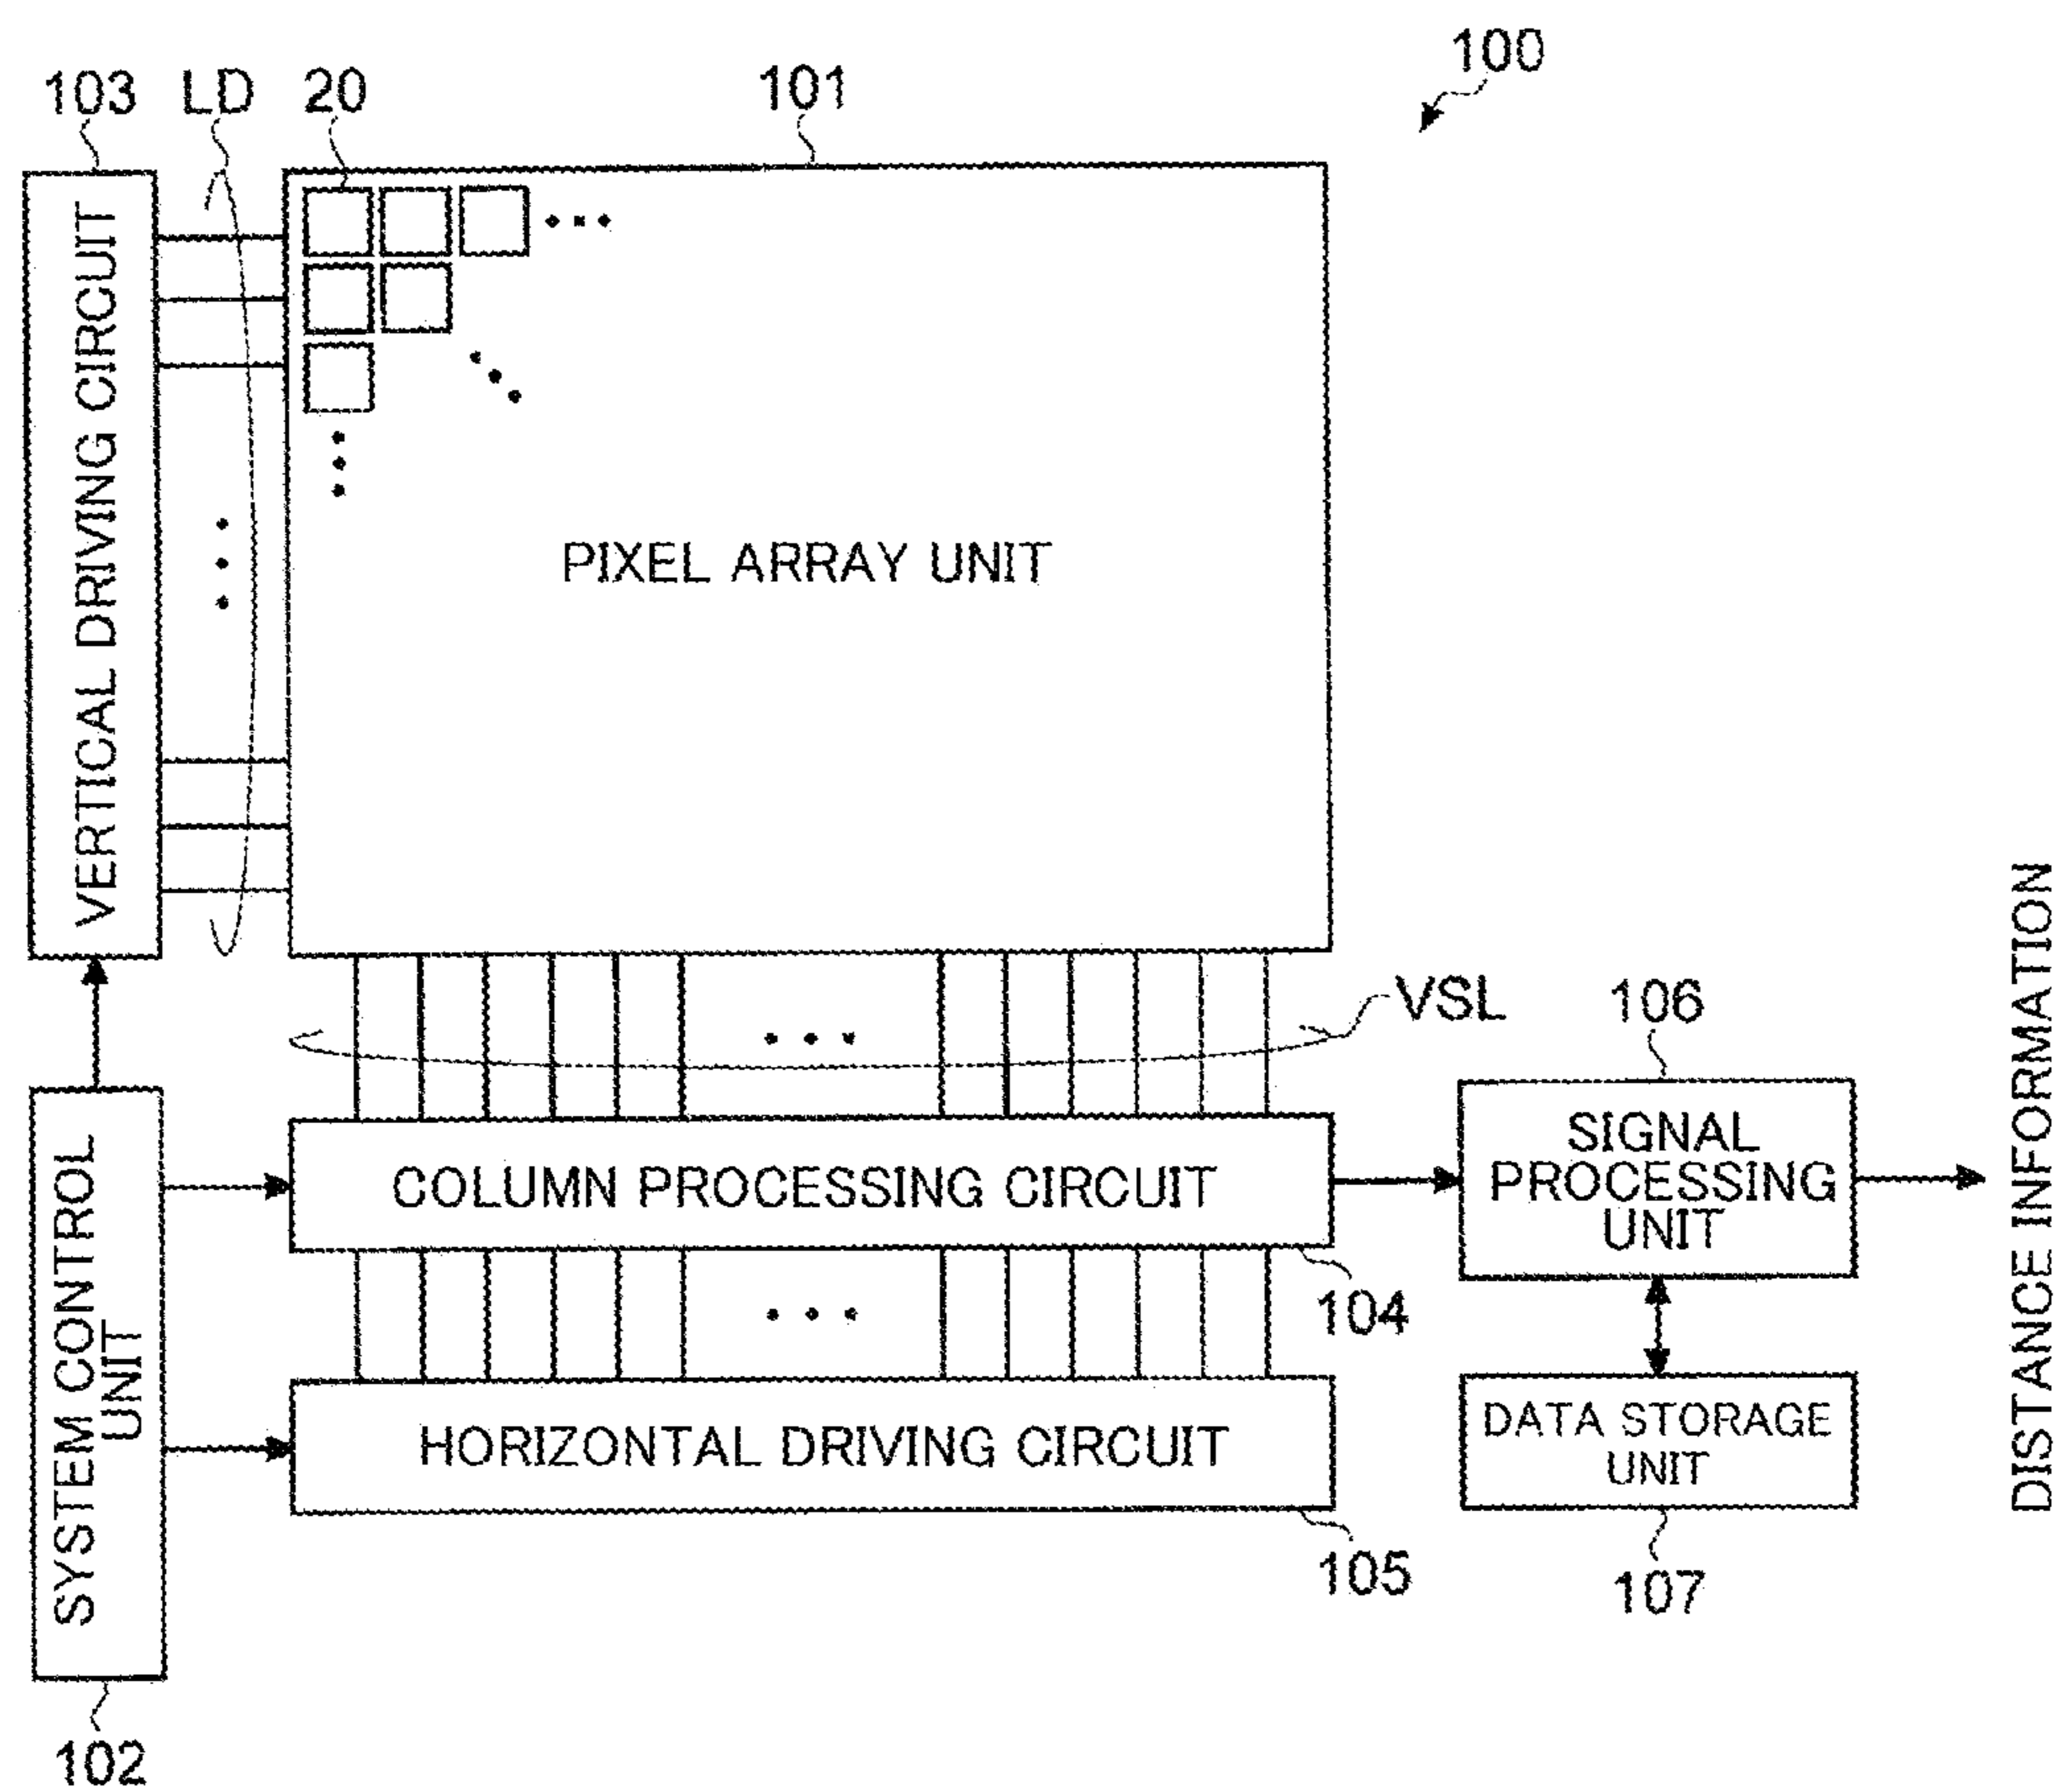 100
103
LD
20
101
VERTICAL DRIVING CIRCUIT
PIXEL ARRAY UNIT
VSL
106
SYSTEM CONTROL
UNIT
COLUMN PROCESSING CIRCUIT
SIGNAL
PROCESSING
UNIT
DISTANCE INFORMATION
104
HORIZONTAL DRIVING CIRCUIT
DATA STORAGE
UNIT
105
107
102